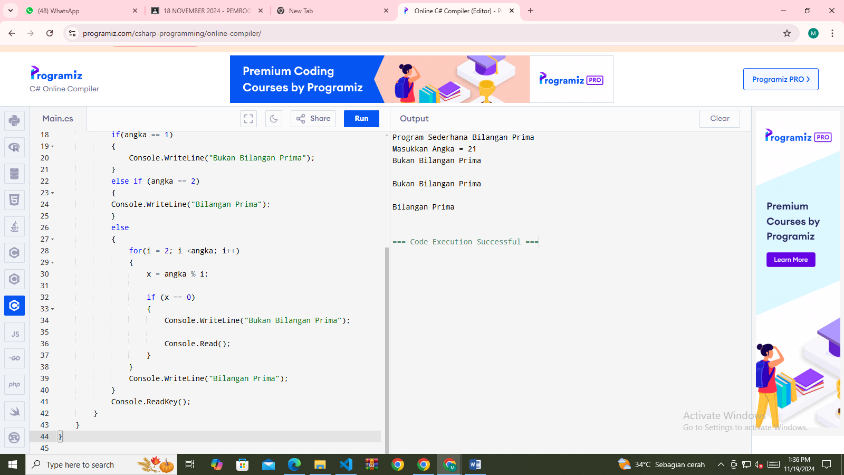 (48) WhatsApp
18 NOVEMBER 2024 - PEMROG
New Tab
Online C# Compiler (Editor) - P
programiz.com/csharp-programming/online-compiler/
Programiz
C# Online Compiler
Premium Coding
Courses by Programiz
Programiz PRO
Programiz PRO >
Main.cs
Share
Run
Output
Clear
18 if(angka == 1)
19 {
20 Console.WriteLine("Bukan Bilangan Prima");
21 }
22 else if (angka == 2)
23 {
24 Console.WriteLine("Bilangan Prima");
25 }
26 else
27 {
28 for(i = 2; i <angka; i++)
29 {
30 x = angka % i;
31
32 if (x == 0)
33 {
34 Console.WriteLine("Bukan Bilangan Prima");
35
36 Console.Read();
37 }
38 }
39 Console.WriteLine("Bilangan Prima");
40 }
41 Console.ReadKey();
42 }
43 }
44 }
45
Program Sederhana Bilangan Prima
Masukkan Angka = 21
Bukan Bilangan Prima
Bukan Bilangan Prima
Bilangan Prima
=== Code Execution Successful ===
JS
GO
php
Programiz PRO
Premium
Courses by
Programiz
Learn More
Activate Windows
Go to Settings to activate Windows.
Type here to search
34°C Sebagian cerah
1:36 PM
11/19/2024